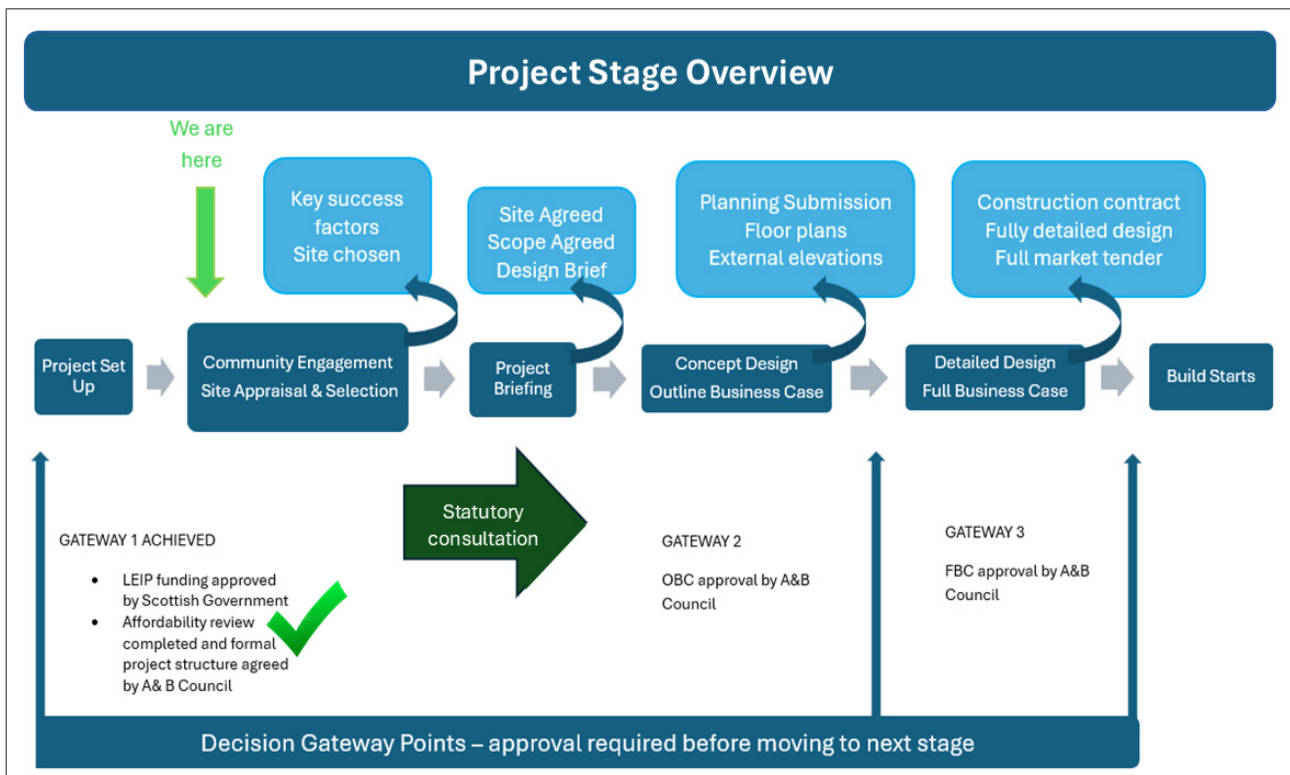 Project Stage Overview
We are
here
Key success
factors
Site chosen
Site Agreed
Scope Agreed
Design Brief
Planning Submission
Floor plans
External elevations
Construction contract
Fully detailed design
Full market tender
Project Set
Up
Community Engagement
Site Appraisal & Selection
Project
Briefing
Concept Design
Outline Business Case
Detailed Design
Full Business Case
Build Starts
Statutory
consultation
GATEWAY 1 ACHIEVED
• LEIP funding approved
by Scottish Government
• Affordability review
completed and formal
project structure agreed
by A& B Council
GATEWAY 2
OBC approval by A&B
Council
GATEWAY 3
FBC approval by A&B
Council
Decision Gateway Points – approval required before moving to next stage